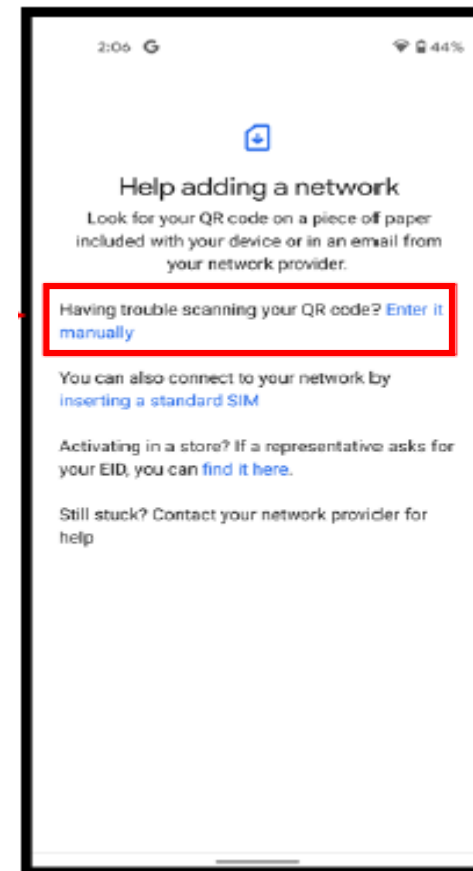 2:06 G 44%
Help adding a network
Look for your QR code on a piece of paper
included with your device or in an email from
your network provider.
Having trouble scanning your QR code? Enter it
manually
You can also connect to your network by
inserting a standard SIM
Activating in a store? If a representative asks for
your EID, you can find it here.
Still stuck? Contact your network provider for
help